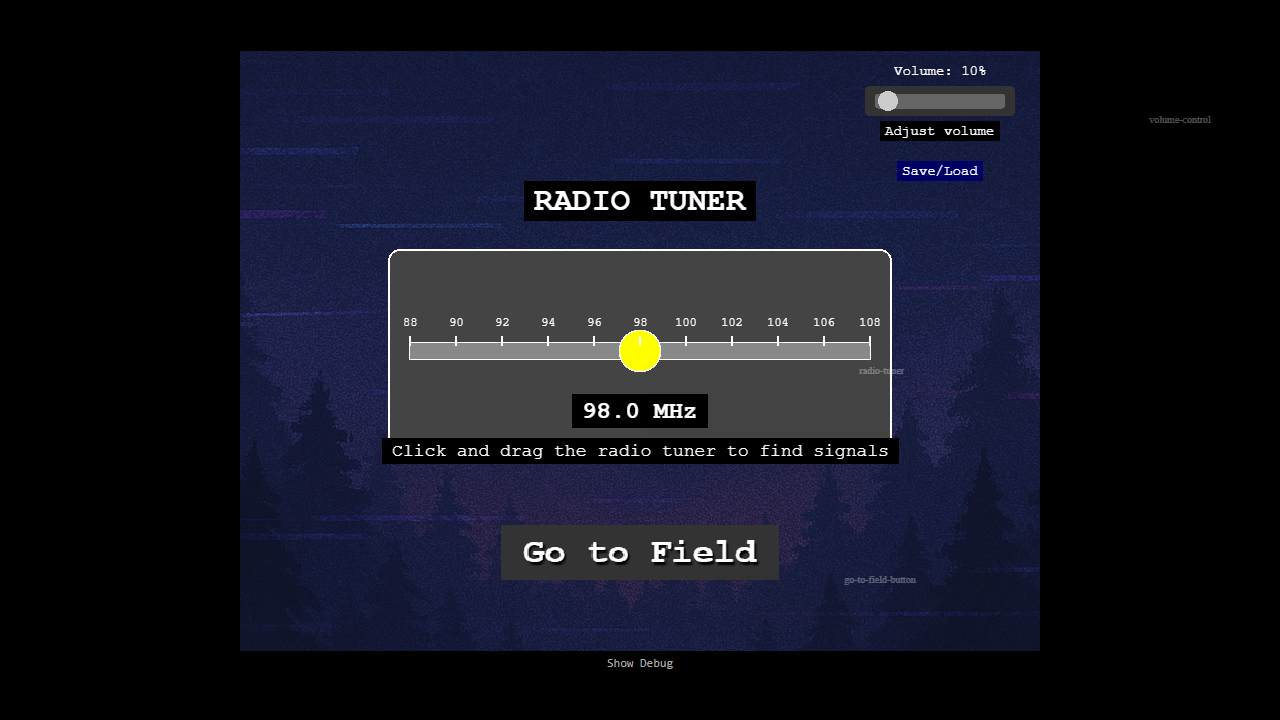 Volume: 10%
volume-control
Adjust volume
Save/Load
RADIO TUNER
88 90 92 94 96 98 100 102 104 106 108
radio-tuner
98.0 MHz
Click and drag the radio tuner to find signals
Go to Field
go-to-field-button
Show Debug